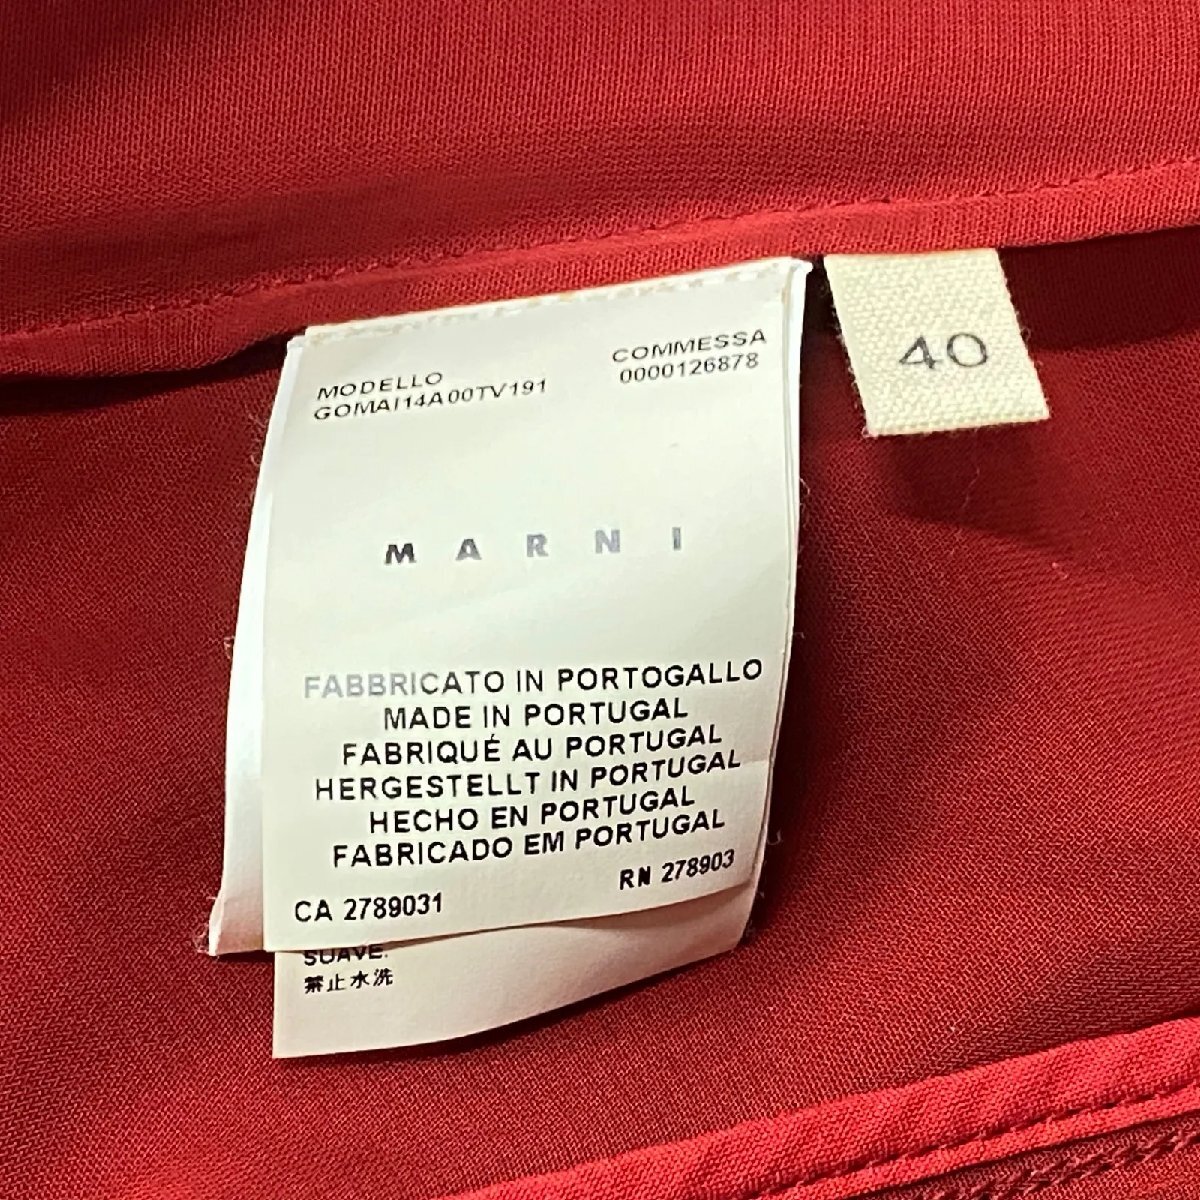 MODELLO
GOMAI14A00TV191
COMMESSA
0000126878
40
MARNI
FABBRICATO IN PORTOGALLO
MADE IN PORTUGAL
FABRIQUÉ AU PORTUGAL
HERGESTELLT IN PORTUGAL
HECHO EN PORTUGAL
FABRICADO EM PORTUGAL
CA 2789031
RN 278903
SUAVE.
禁止水洗